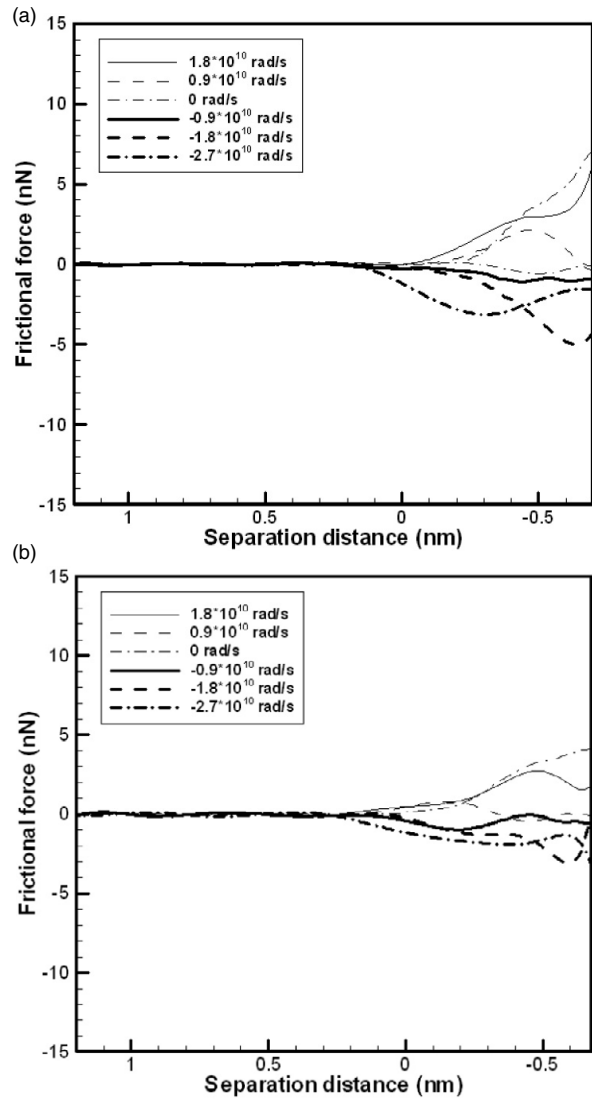 (a)
15
10
5
0
-5
-10
-15
Frictional force (nN)
1.8*10^10 rad/s
0.9*10^10 rad/s
0 rad/s
-0.9*10^10 rad/s
-1.8*10^10 rad/s
-2.7*10^10 rad/s
1 0.5 0 -0.5
Separation distance (nm)
(b)
15
10
5
0
-5
-10
-15
Frictional force (nN)
1.8*10^10 rad/s
0.9*10^10 rad/s
0 rad/s
-0.9*10^10 rad/s
-1.8*10^10 rad/s
-2.7*10^10 rad/s
1 0.5 0 -0.5
Separation distance (nm)